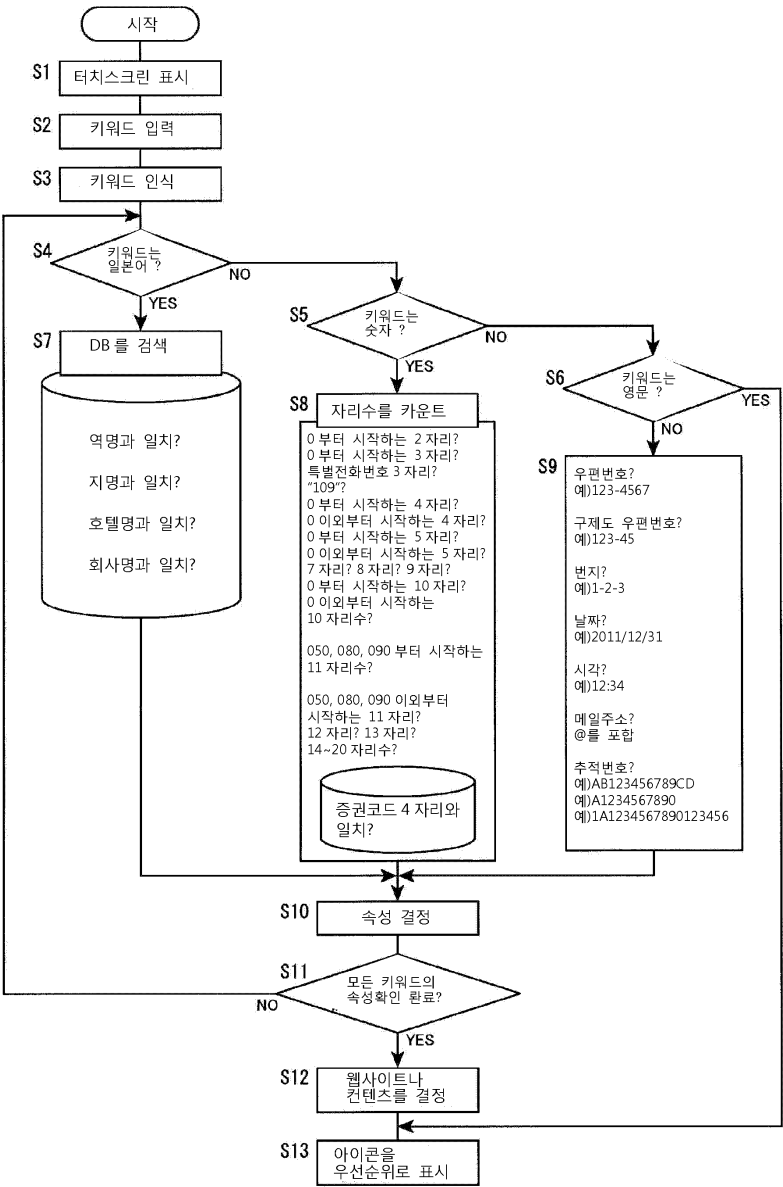 시작
S1
터치스크린 표시
S2
키워드 입력
S3
키워드 인식
S4
키워드는
일본어 ?
NO
YES
S5
키워드는
숫자 ?
NO
YES
S6
키워드는
영문 ?
YES
NO
S7
DB 를 검색
역명과 일치?
지명과 일치?
호텔명과 일치?
회사명과 일치?
S8
자리수를 카운트
0 부터 시작하는 2 자리?
0 부터 시작하는 3 자리?
특벌전화번호 3 자리?
“109”?
0 부터 시작하는 4 자리?
0 이외부터 시작하는 4 자리?
0 부터 시작하는 5 자리?
0 이외부터 시작하는 5 자리?
7 자리? 8 자리? 9 자리?
0 부터 시작하는 10 자리?
0 이외부터 시작하는
10 자리수?
050, 080, 090 부터 시작하는
11 자리수?
050, 080, 090 이외부터
시작하는 11 자리?
12 자리? 13 자리?
14~20 자리수?
증권코드 4 자리와
일치?
S9
우편번호?
예)123-4567
구제도 우편번호?
예)123-45
번지?
예)1-2-3
날짜?
예)2011/12/31
시각?
예)12:34
메일주소?
@를 포합
추적번호?
예)AB123456789CD
예)A1234567890
예)1A1234567890123456
S10
속성 결정
S11
모든 키워드의
속성확인 롼료?
NO
YES
S12
웹사이트나
컨텐츠를 결정
S13
아이콘을
우선순위로 표시